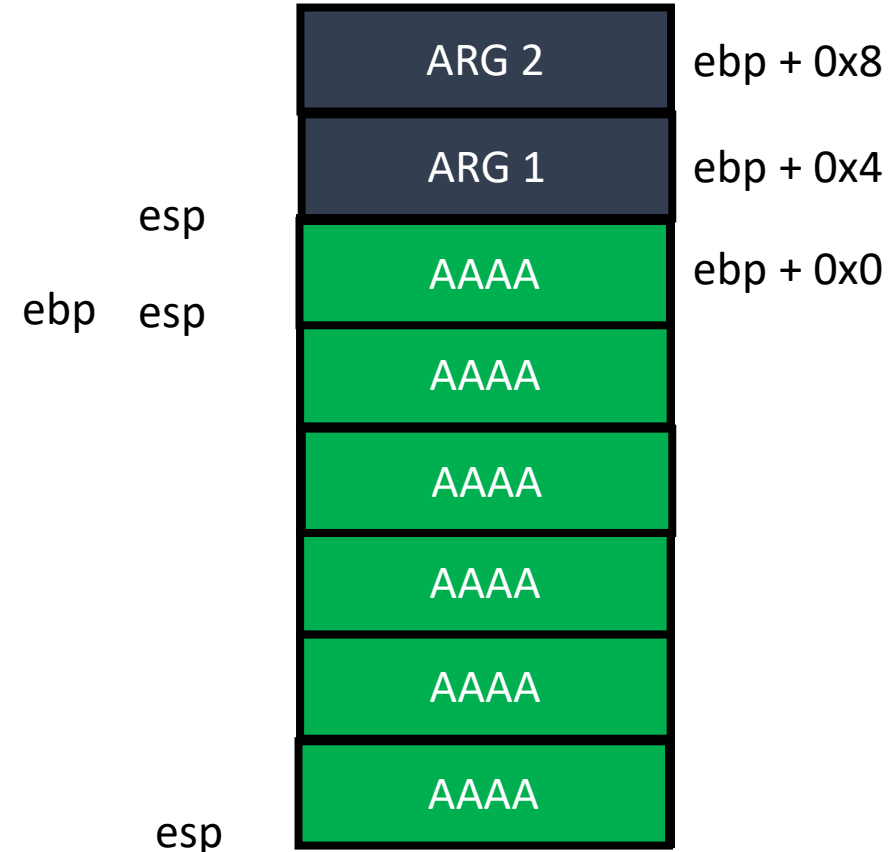 ARG 2 ebp + 0x8
ARG 1 ebp + 0x4
esp
AAAA ebp + 0x0
ebp esp
AAAA
AAAA
AAAA
AAAA
AAAA
esp